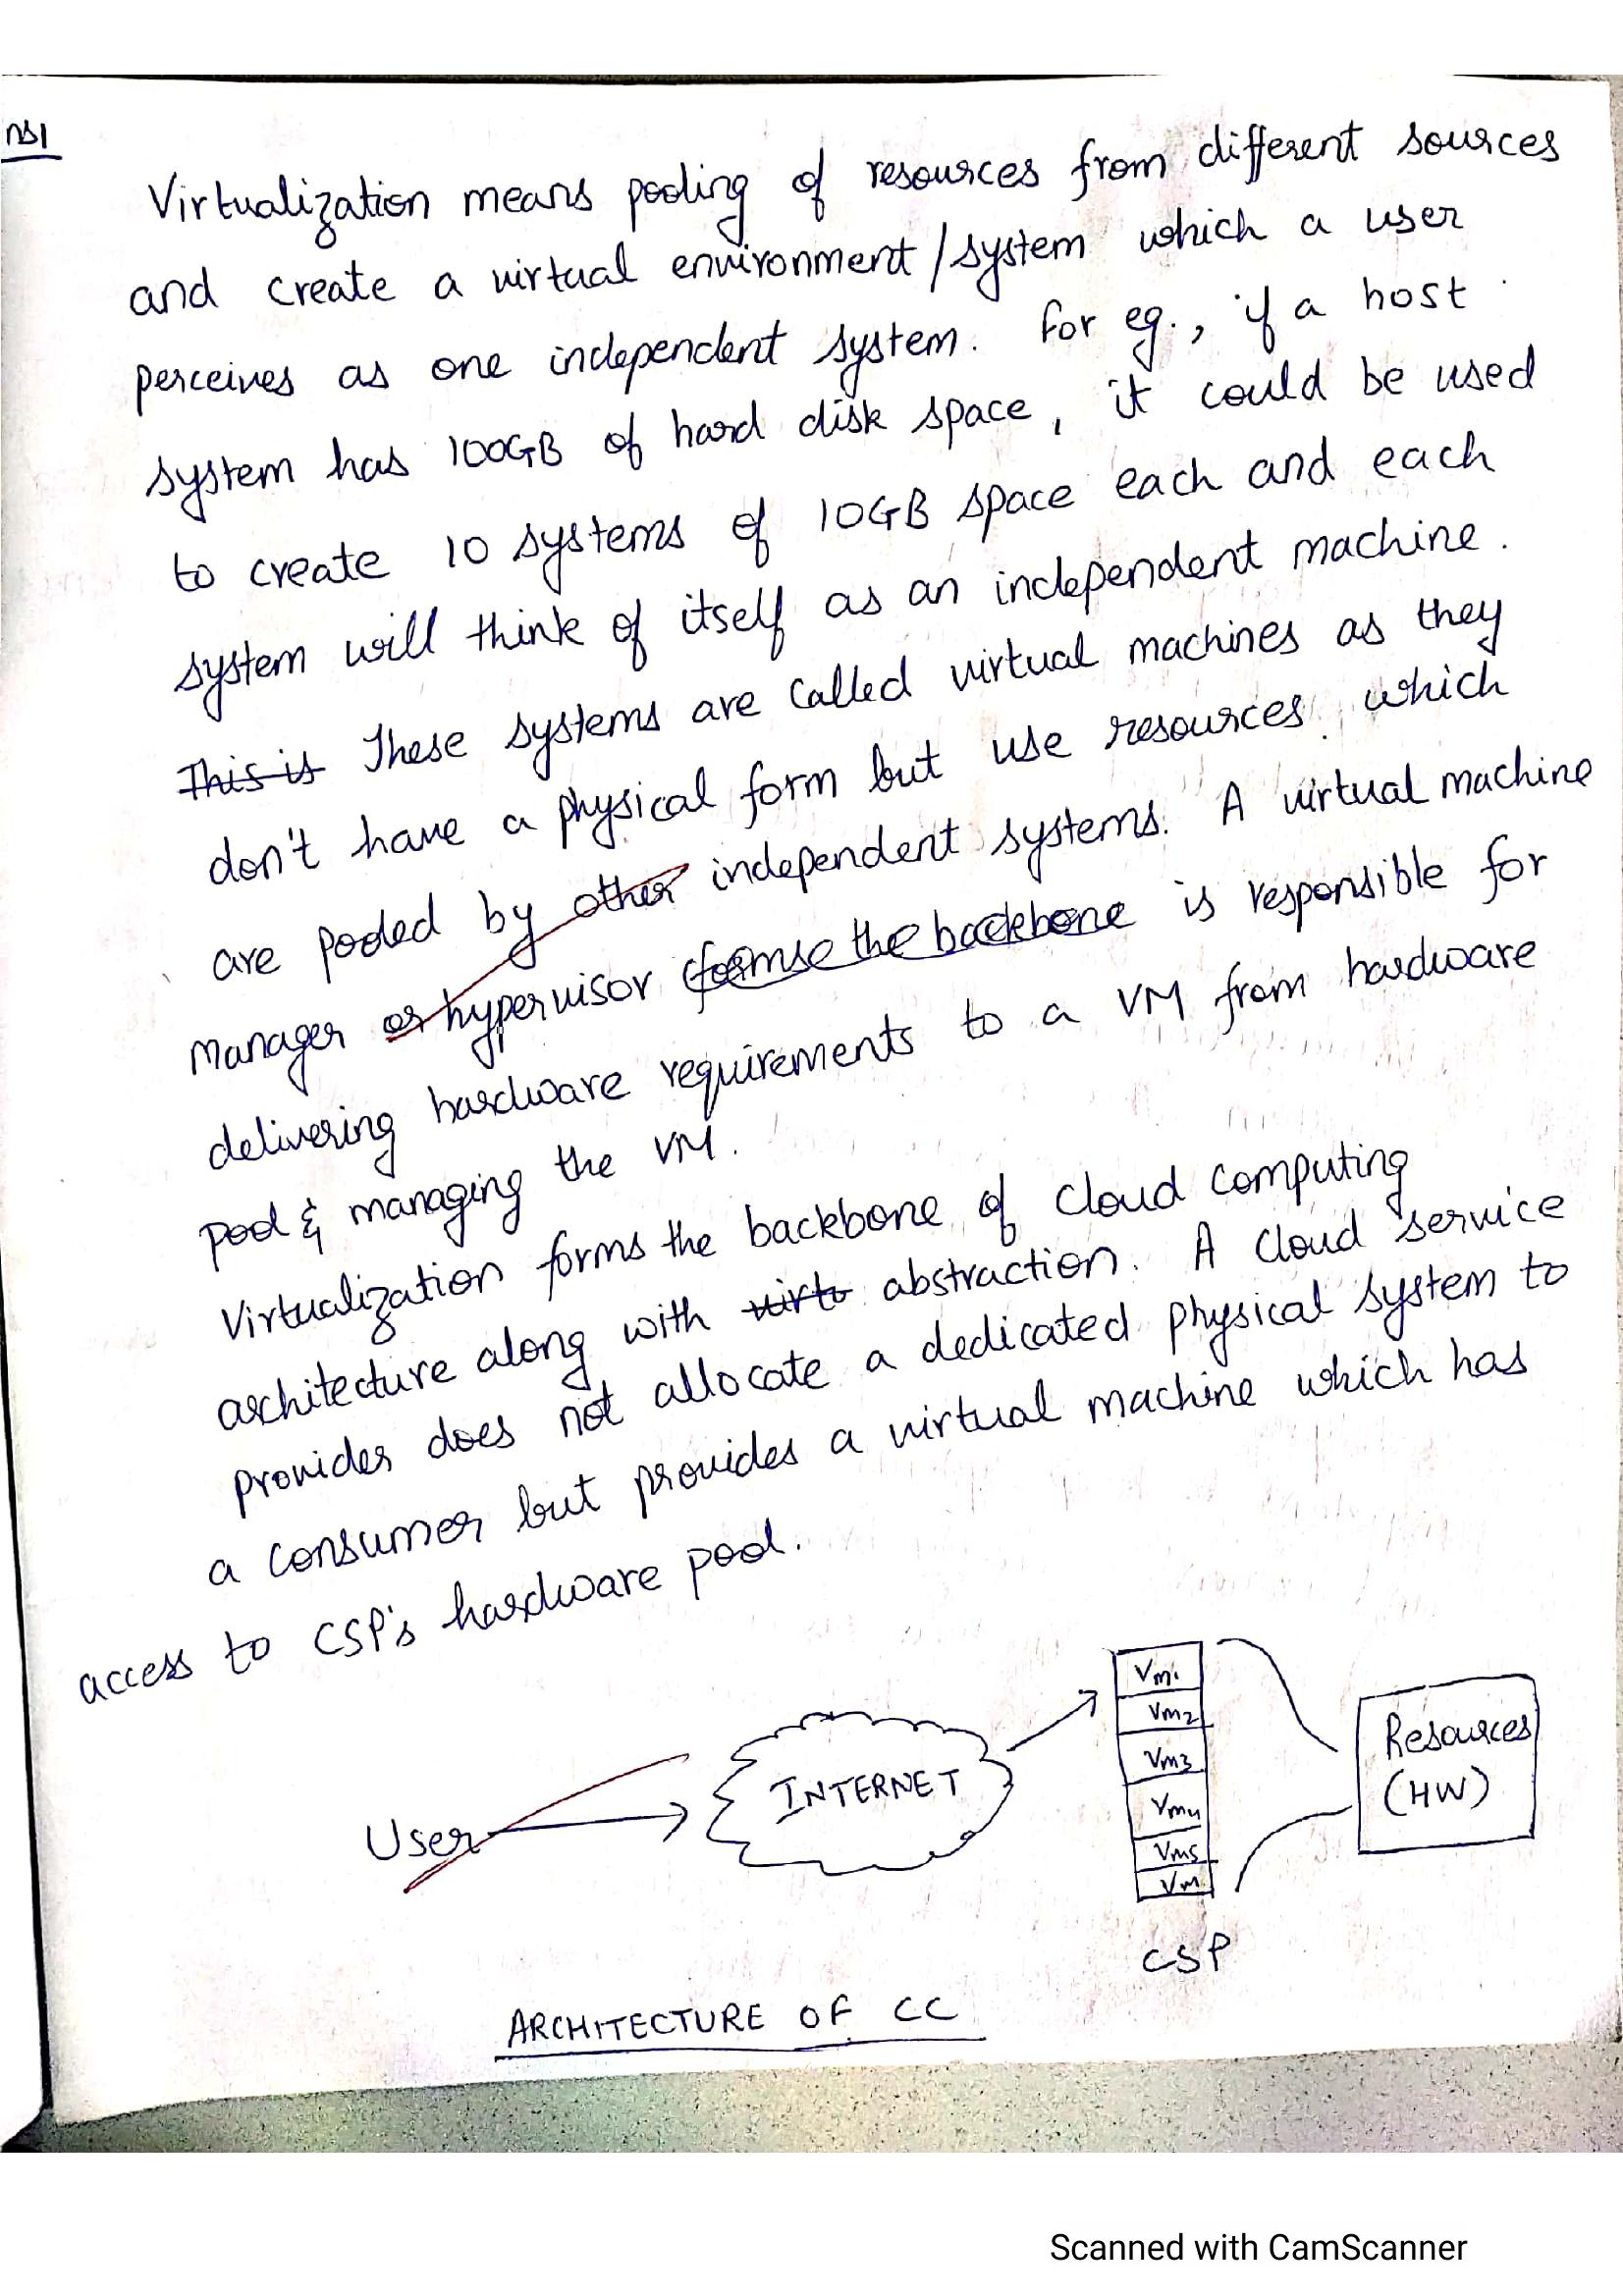 ns1
Virtualization means pooling of resources from different sources
and create a virtual environment/system which a user
perceives as one independent system. For eg., if a host
system has 100GB of hard disk space, it could be used
to create 10 systems of 10GB space each and each
system will think of itself as an independent machine.
This is These systems are called virtual machines as they
don't have a physical form but use resources which
are pooled by other independent systems. A virtual machine
manager or hypervisor the backbone is responsible for
delivering hardware requirements to a VM from hardware
pool & managing the VM.
Virtualization forms the backbone of cloud computing
architecture along with virt abstraction. A cloud service
provider does not allocate a dedicated physical system to
a consumer but provides a virtual machine which has
access to CSP's hardware pool.
User
INTERNET
Vm1
Vm2
Vm3
Vm4
Vm5
Vm
CSP
Resources
(HW)
ARCHITECTURE OF CC
Scanned with CamScanner